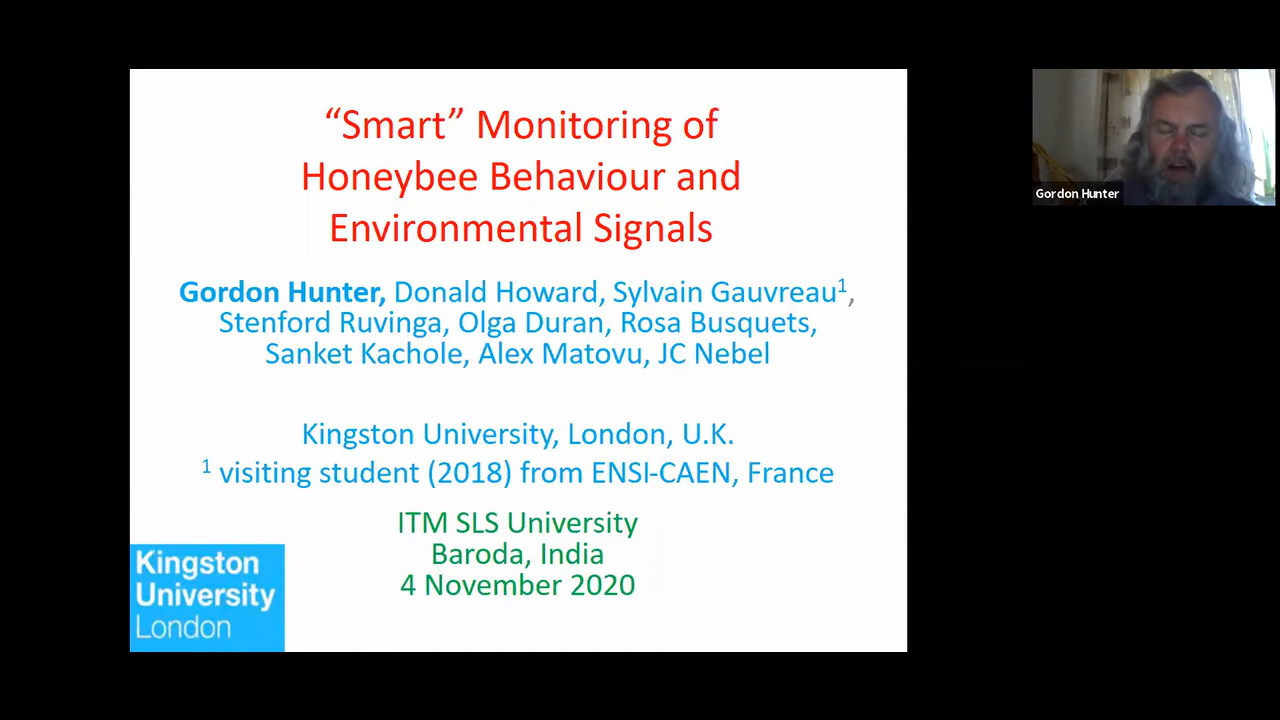 “Smart” Monitoring of
Honeybee Behaviour and
Environmental Signals
Gordon Hunter, Donald Howard, Sylvain Gauvreau¹,
Stenford Ruvinga, Olga Duran, Rosa Busquets,
Sanket Kachole, Alex Matovu, JC Nebel
Kingston University, London, U.K.
¹ visiting student (2018) from ENSI-CAEN, France
ITM SLS University
Baroda, India
4 November 2020
Kingston
University
London
Gordon Hunter